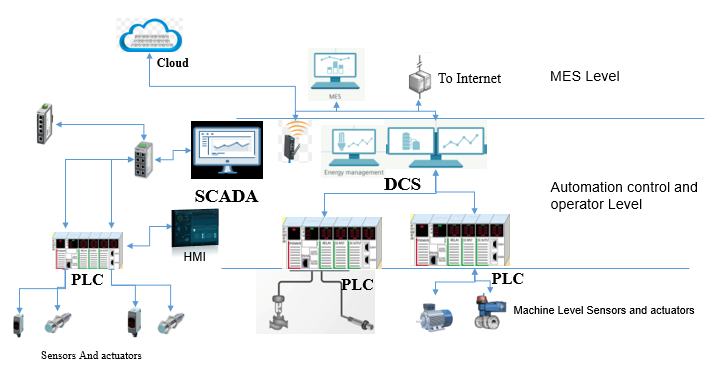 Cloud
MES
To Internet
MES Level
Energy management
SCADA
DCS
Automation control and
operator Level
HMI
PLC
PLC
PLC
Machine Level Sensors and actuators
Sensors And actuators